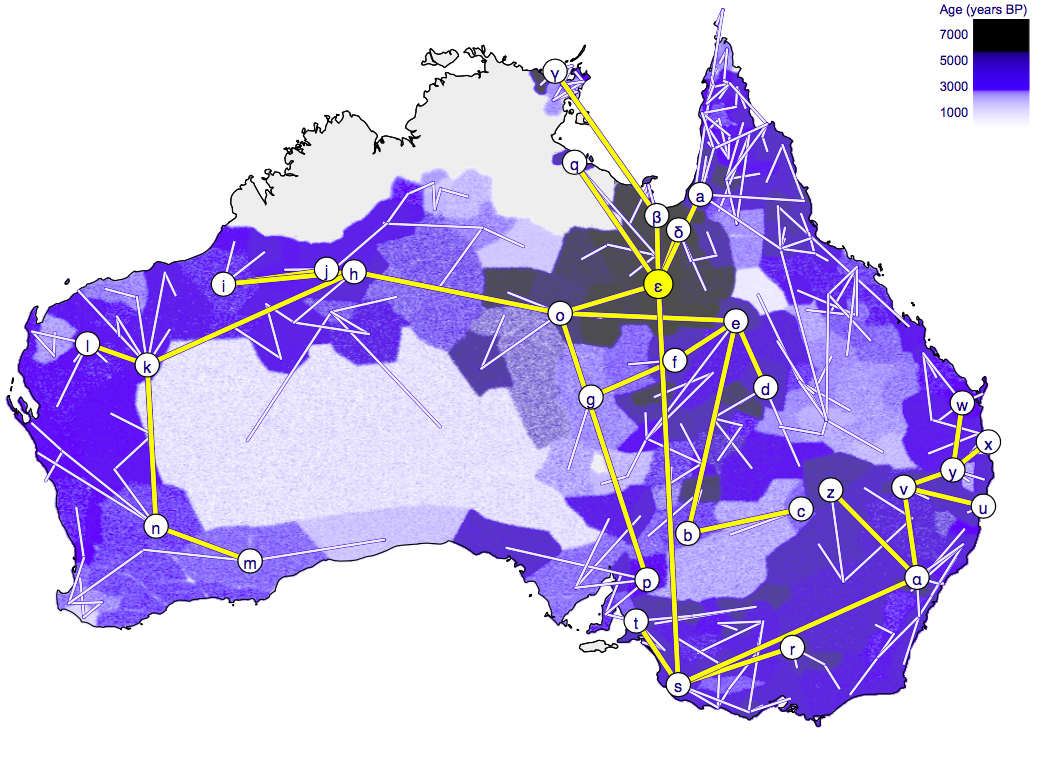 Age (years BP)
7000
5000
3000
1000
γ
q
a
β
δ
ε
j
h
i
o
e
l
k
f
d
g
w
x
y
z
v
c
u
n
b
m
α
p
t
r
s